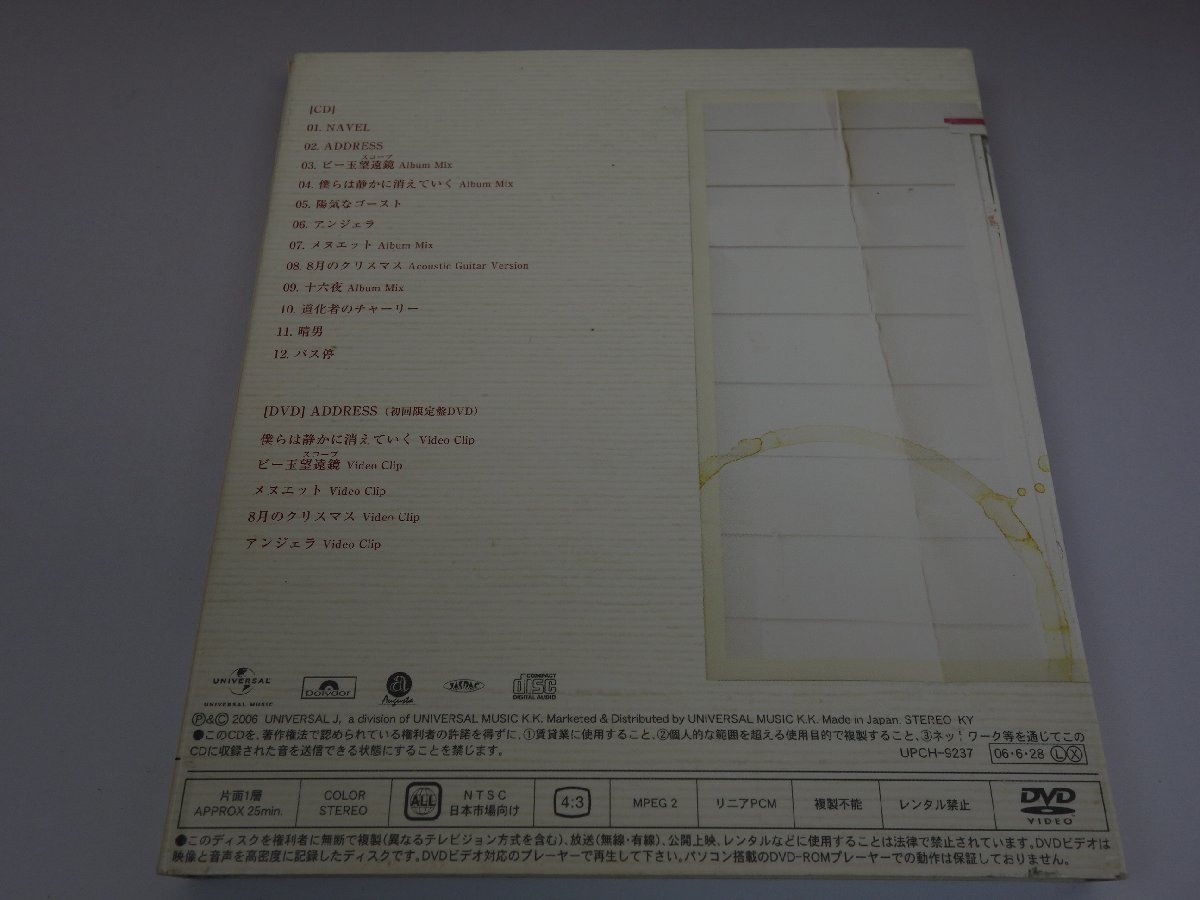 [CD]
01. NAVEL
02. ADDRESS
スコープ
03. ビー玉望遠鏡 Album Mix
04. 僕らは静かに消えていく Album Mix
05. 陽気なゴースト
06. アンジェラ
07. メヌエット Album Mix
08. 8月のクリスマス Acoustic Guitar Version
09. 十六夜 Album Mix
10. 道化者のチャーリー
11. 晴男
12. バス停
[DVD] ADDRESS (初回限定盤DVD)
僕らは静かに消えていく Video Clip
スコープ
ビー玉望遠鏡 Video Clip
メヌエット Video Clip
8月のクリスマス Video Clip
アンジェラ Video Clip
UNIVERSAL
UNIVERSAL MUSIC
Polydor
a
Augusta
JASRAC
COMPACT
disc
DIGITAL AUDIO
Ⓟ&Ⓒ 2006 UNIVERSAL J, a division of UNIVERSAL MUSIC K.K. Marketed & Distributed by UNIVERSAL MUSIC K.K. Made in Japan. STEREO KY
●このCDを、著作権法で認められている権利者の許諾を得ずに、①賃貸業に使用すること、②個人的な範囲を超える使用目的で複製すること、③ネットワーク等を通じてこの
CDに収録された音を送信できる状態にすることを禁じます。
UPCH-9237 06・6・28 Ⓛ Ⓧ
片面1層
APPROX 25min.
COLOR
STEREO
ALL
NTSC
日本市場向け
4:3
MPEG 2
リニアPCM
複製不能
レンタル禁止
DVD
VIDEO
●このディスクを権利者に無断で複製(異なるテレビジョン方式を含む)、放送(無線・有線)、公開上映、レンタルなどに使用することは法律で禁止されています。DVDビデオは
映像と音声を高密度に記録したディスクです。DVDビデオ対応のプレーヤーで再生して下さい。パソコン搭載のDVD-ROMプレーヤーでの動作は保証しておりません。